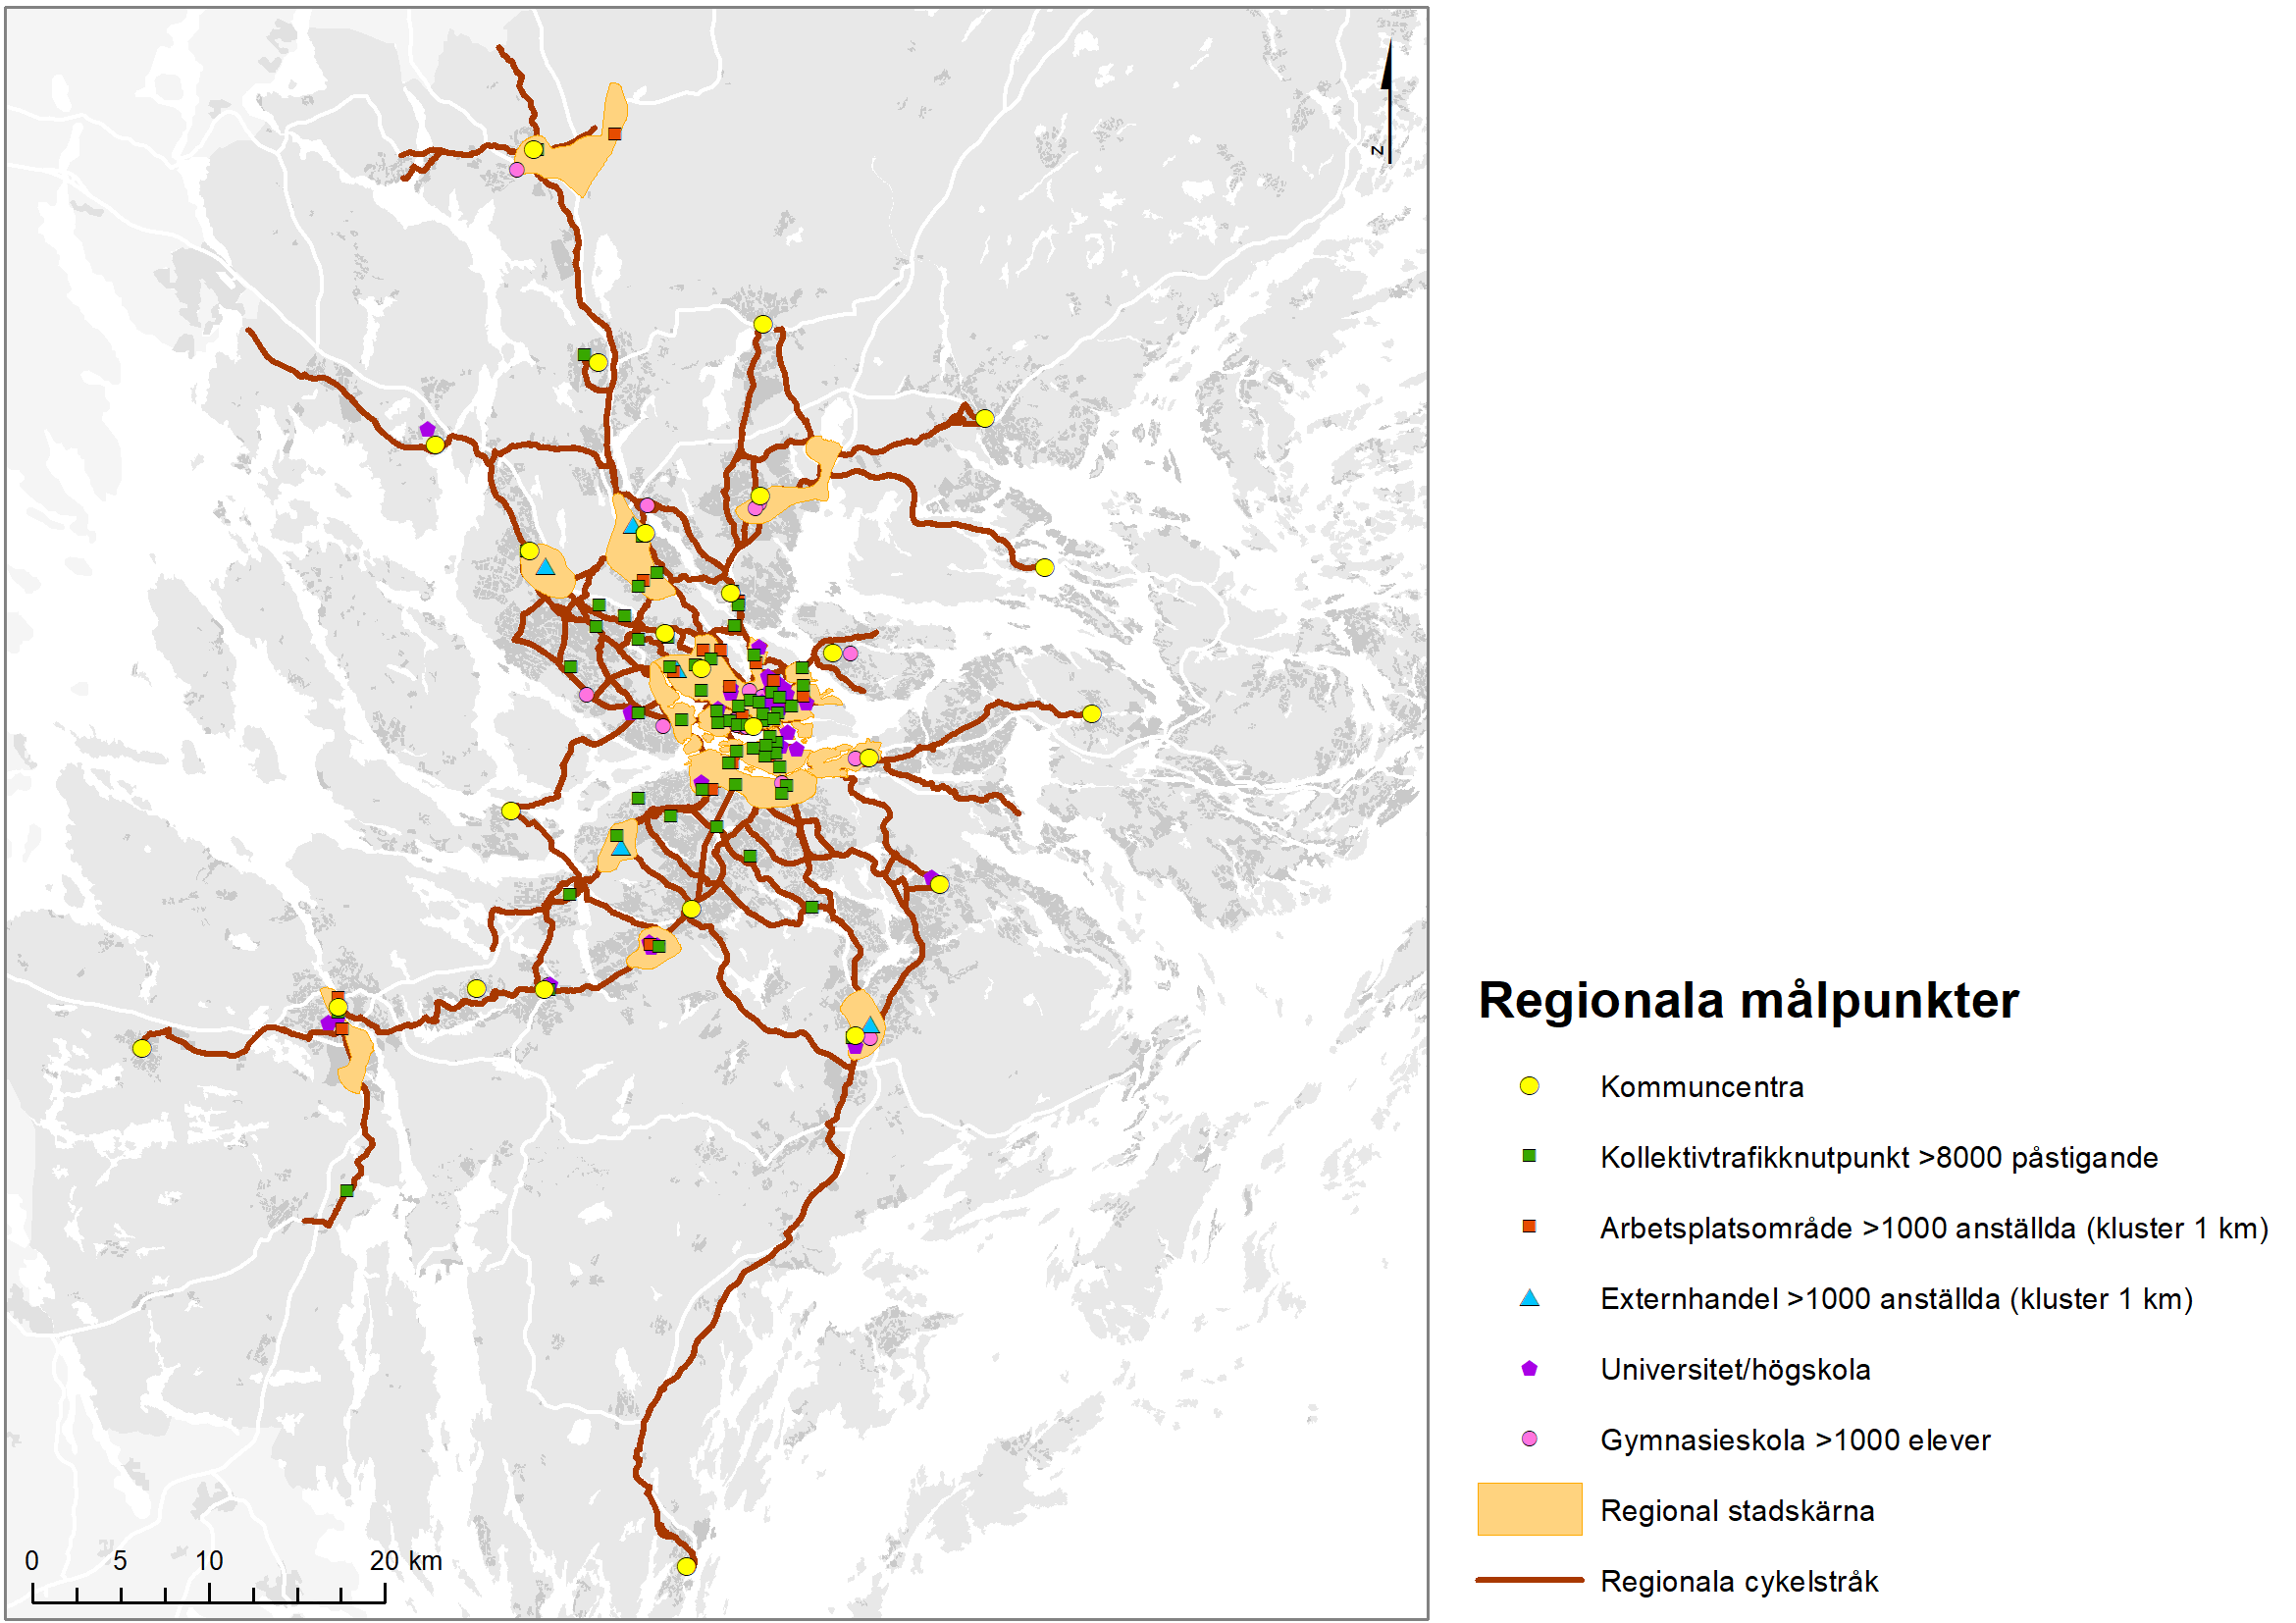 z
Regionala målpunkter
Kommuncentra
Kollektivtrafikknutpunkt >8000 påstigande
Arbetsplatsområde >1000 anställda (kluster 1 km)
Externhandel >1000 anställda (kluster 1 km)
Universitet/högskola
Gymnasieskola >1000 elever
Regional stadskärna
Regionala cykelstråk
0 5 10 20 km